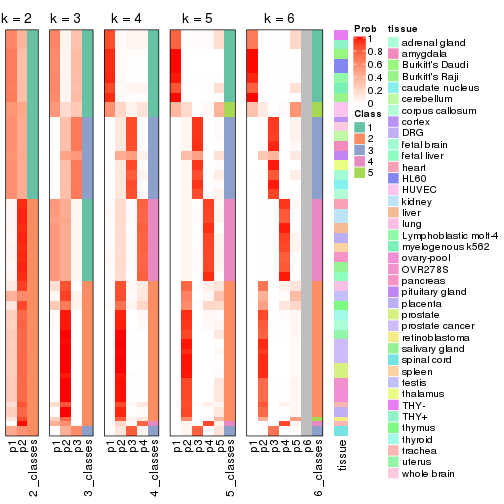 k = 2 k = 3 k = 4 k = 5 k = 6
Prob
1
0.8
0.6
0.4
0.2
0
Class
1
2
3
4
5
tissue
adrenal gland
amygdala
Bukitt's Daudi
Bukitt's Raji
caudate nucleus
cerebellum
corpus callosum
cortex
DRG
fetal brain
fetal liver
heart
HL60
HUVEC
kidney
liver
lung
Lymphoblastic molt-4
myelogenous k562
ovary-pool
OVR278S
pancreas
pituitary gland
placenta
prostate
prostate cancer
retinoblastoma
salivary gland
spinal cord
spleen
testis
thalamus
THY-
THY+
thymus
thyroid
trachea
uterus
whole brain
p1 p2 2_classes p1 p2 p3 3_classes p1 p2 p3 p4 4_classes p1 p2 p3 p4 p5 5_classes p1 p2 p3 p4 p5 p6 6_classes tissue